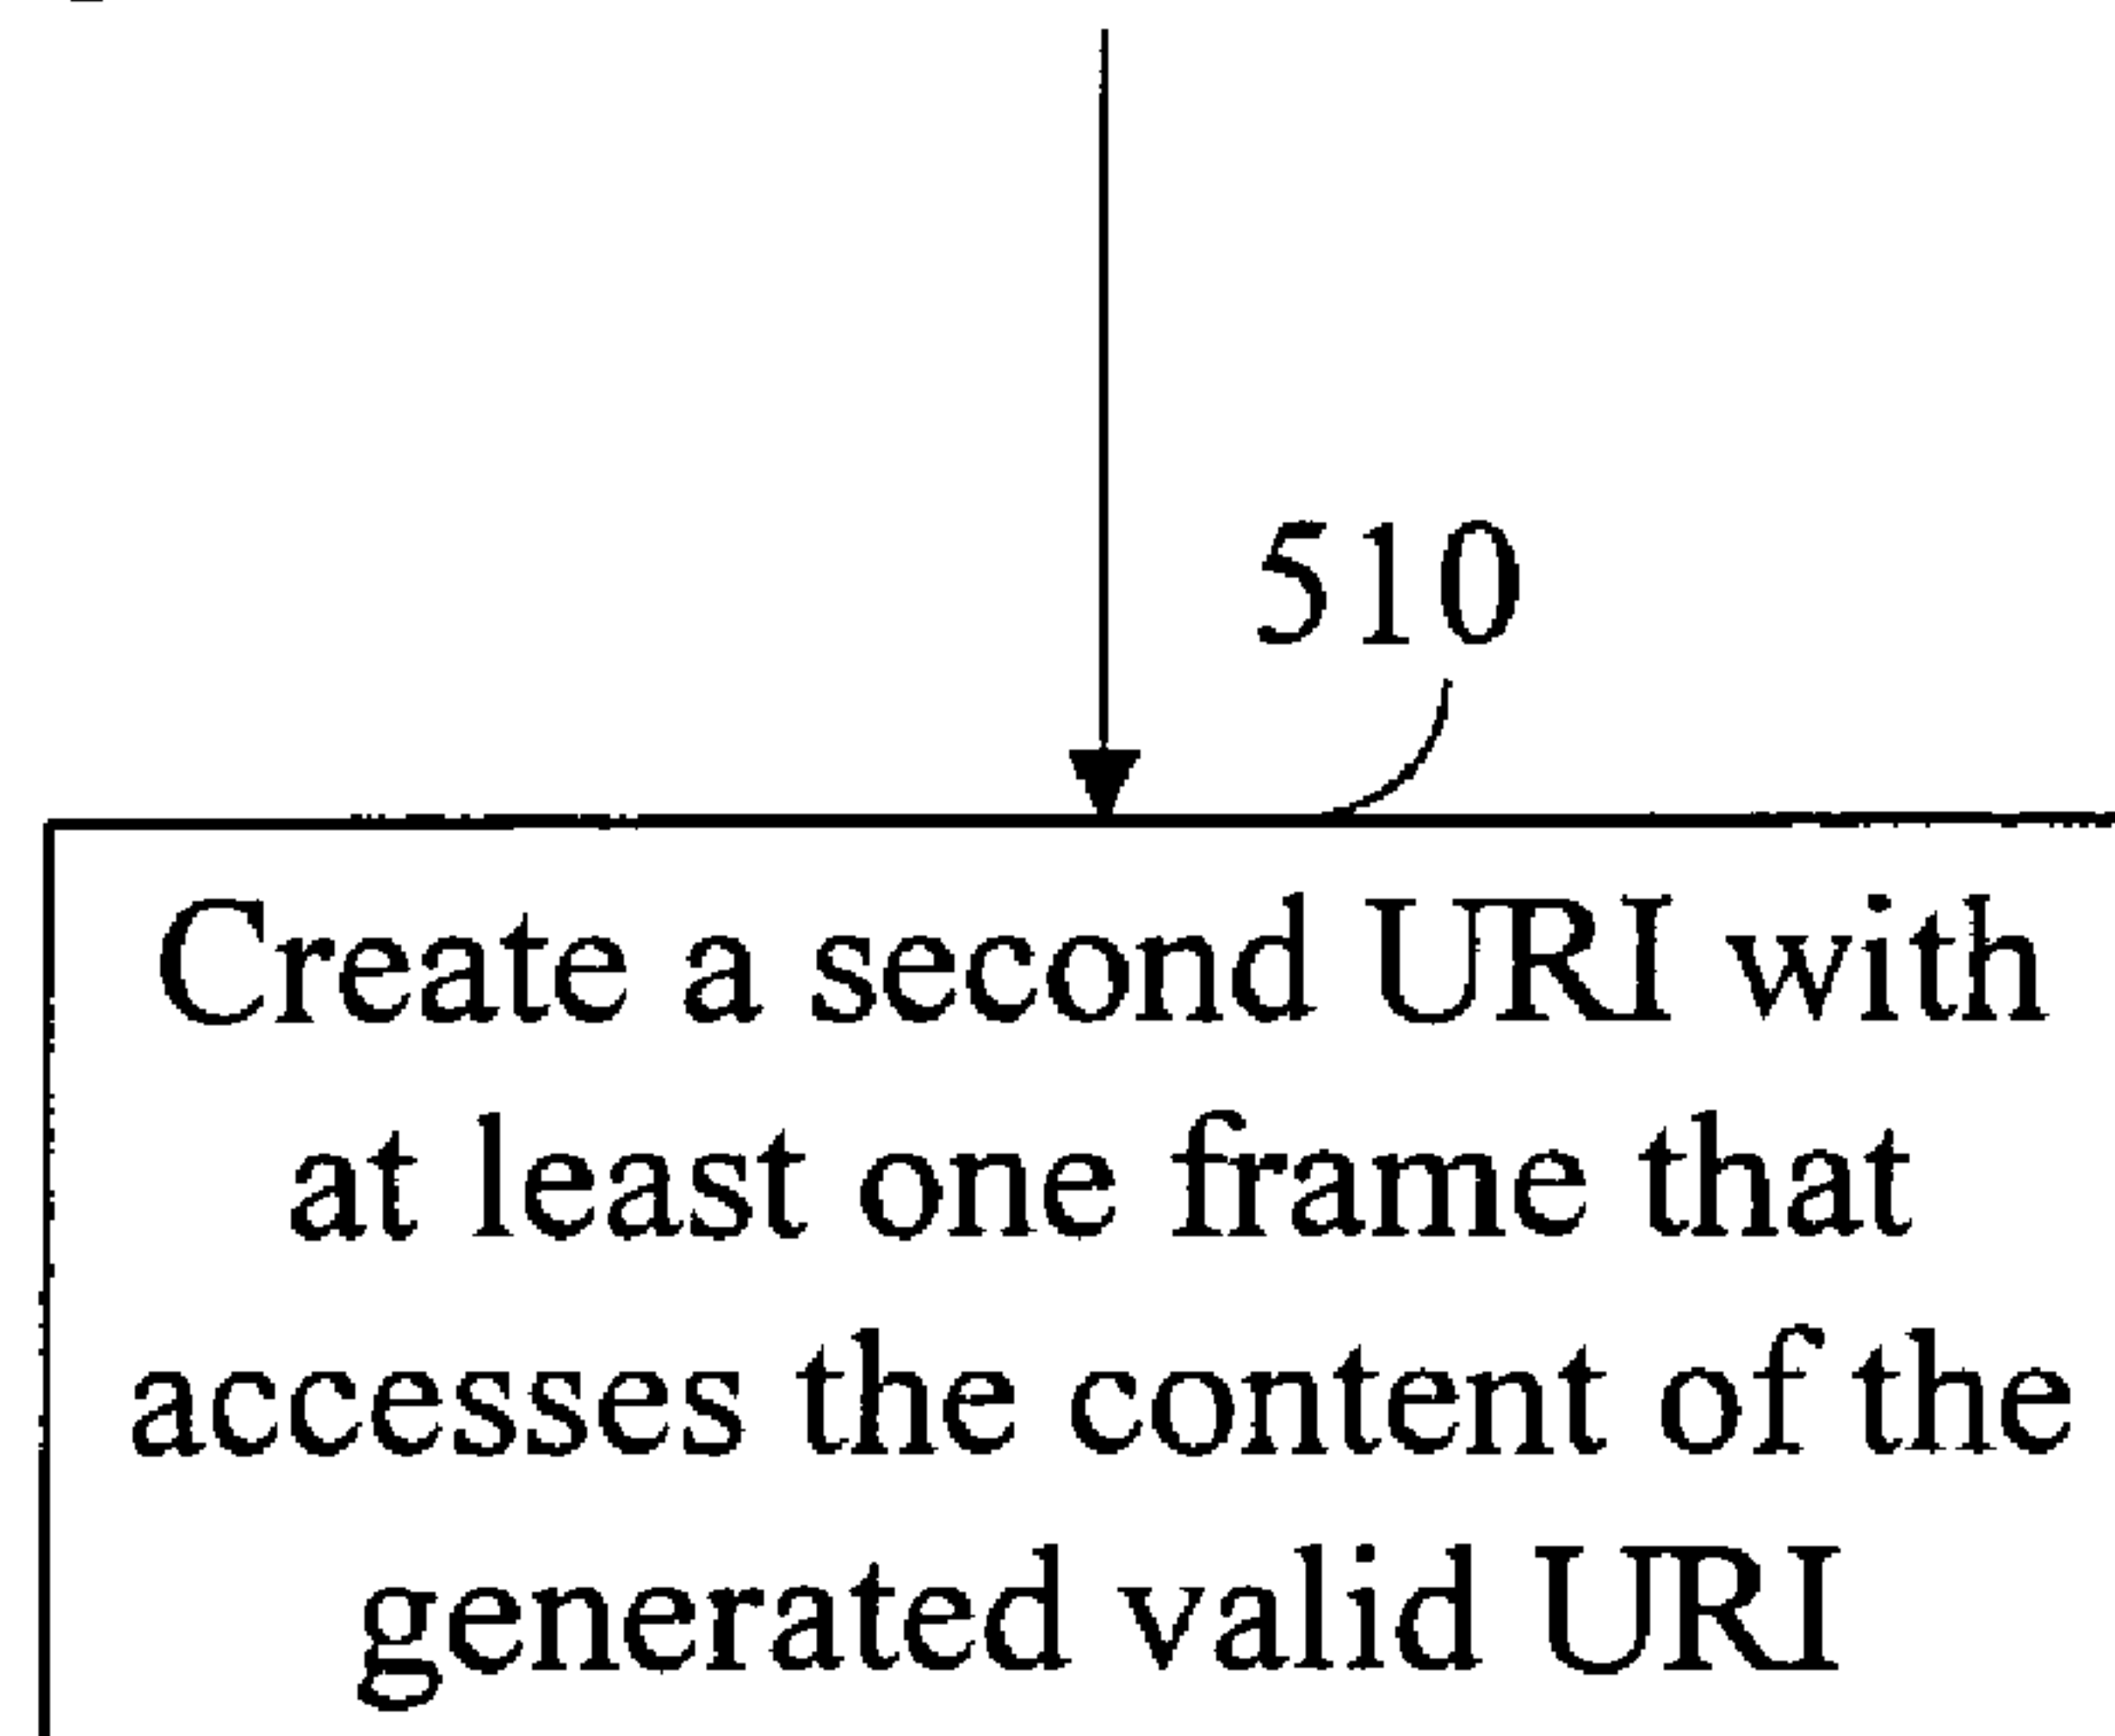 510
Create a second URI with
at least one frame that
accesses the content of the
generated valid URI